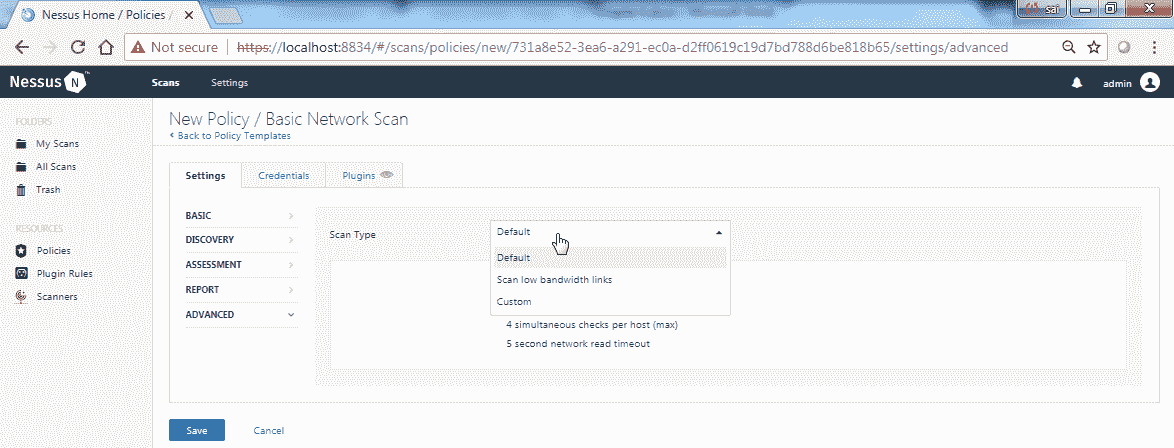 Nessus Home / Policies /
sai
Not secure https://localhost:8834/#/scans/policies/new/731a8e52-3ea6-a291-ec0a-d2ff0619c19d7bd788d6be818b65/settings/advanced
Nessus N Scans Settings admin
FOLDERS
My Scans
All Scans
Trash
RESOURCES
Policies
Plugin Rules
Scanners
New Policy / Basic Network Scan
Back to Policy Templates
Settings Credentials Plugins
BASIC
DISCOVERY
ASSESSMENT
REPORT
ADVANCED
Scan Type Default
Default
Scan low bandwidth links
Custom
4 simultaneous checks per host (max)
5 second network read timeout
Save Cancel